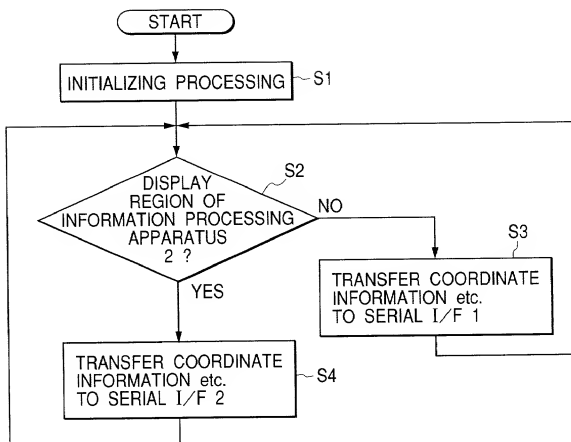 START
INITIALIZING PROCESSING
S1
S2
DISPLAY
REGION OF
INFORMATION PROCESSING
APPARATUS
2 ?
NO
YES
S3
TRANSFER COORDINATE
INFORMATION etc.
TO SERIAL I/F 1
TRANSFER COORDINATE
INFORMATION etc.
TO SERIAL I/F 2
S4